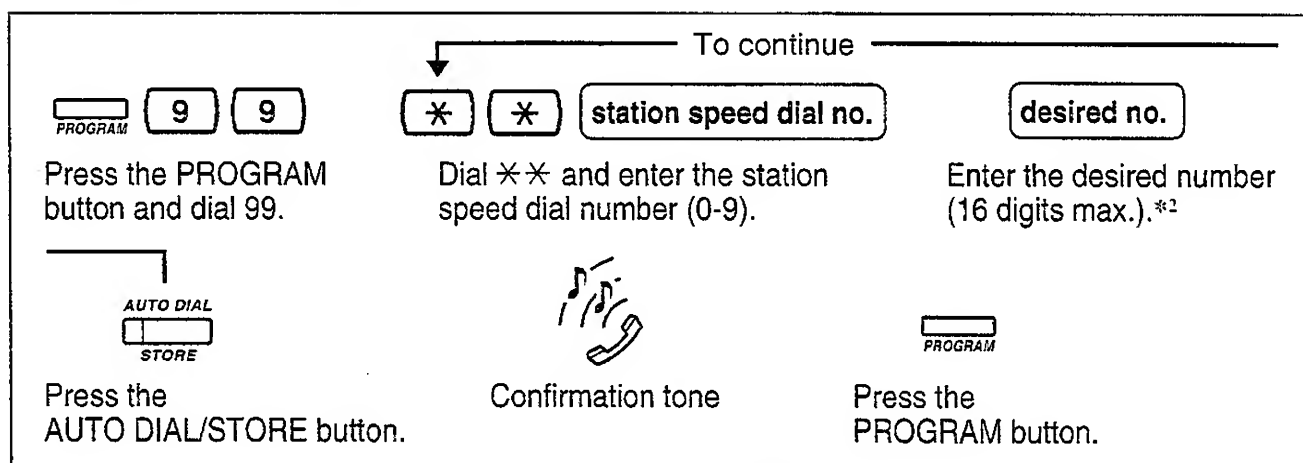 To continue
PROGRAM 9 9 * * station speed dial no. desired no.
Press the PROGRAM
button and dial 99.
Dial ** and enter the station
speed dial number (0-9).
Enter the desired number
(16 digits max.).*2
AUTO DIAL
STORE
PROGRAM
Press the
AUTO DIAL/STORE button.
Confirmation tone
Press the
PROGRAM button.